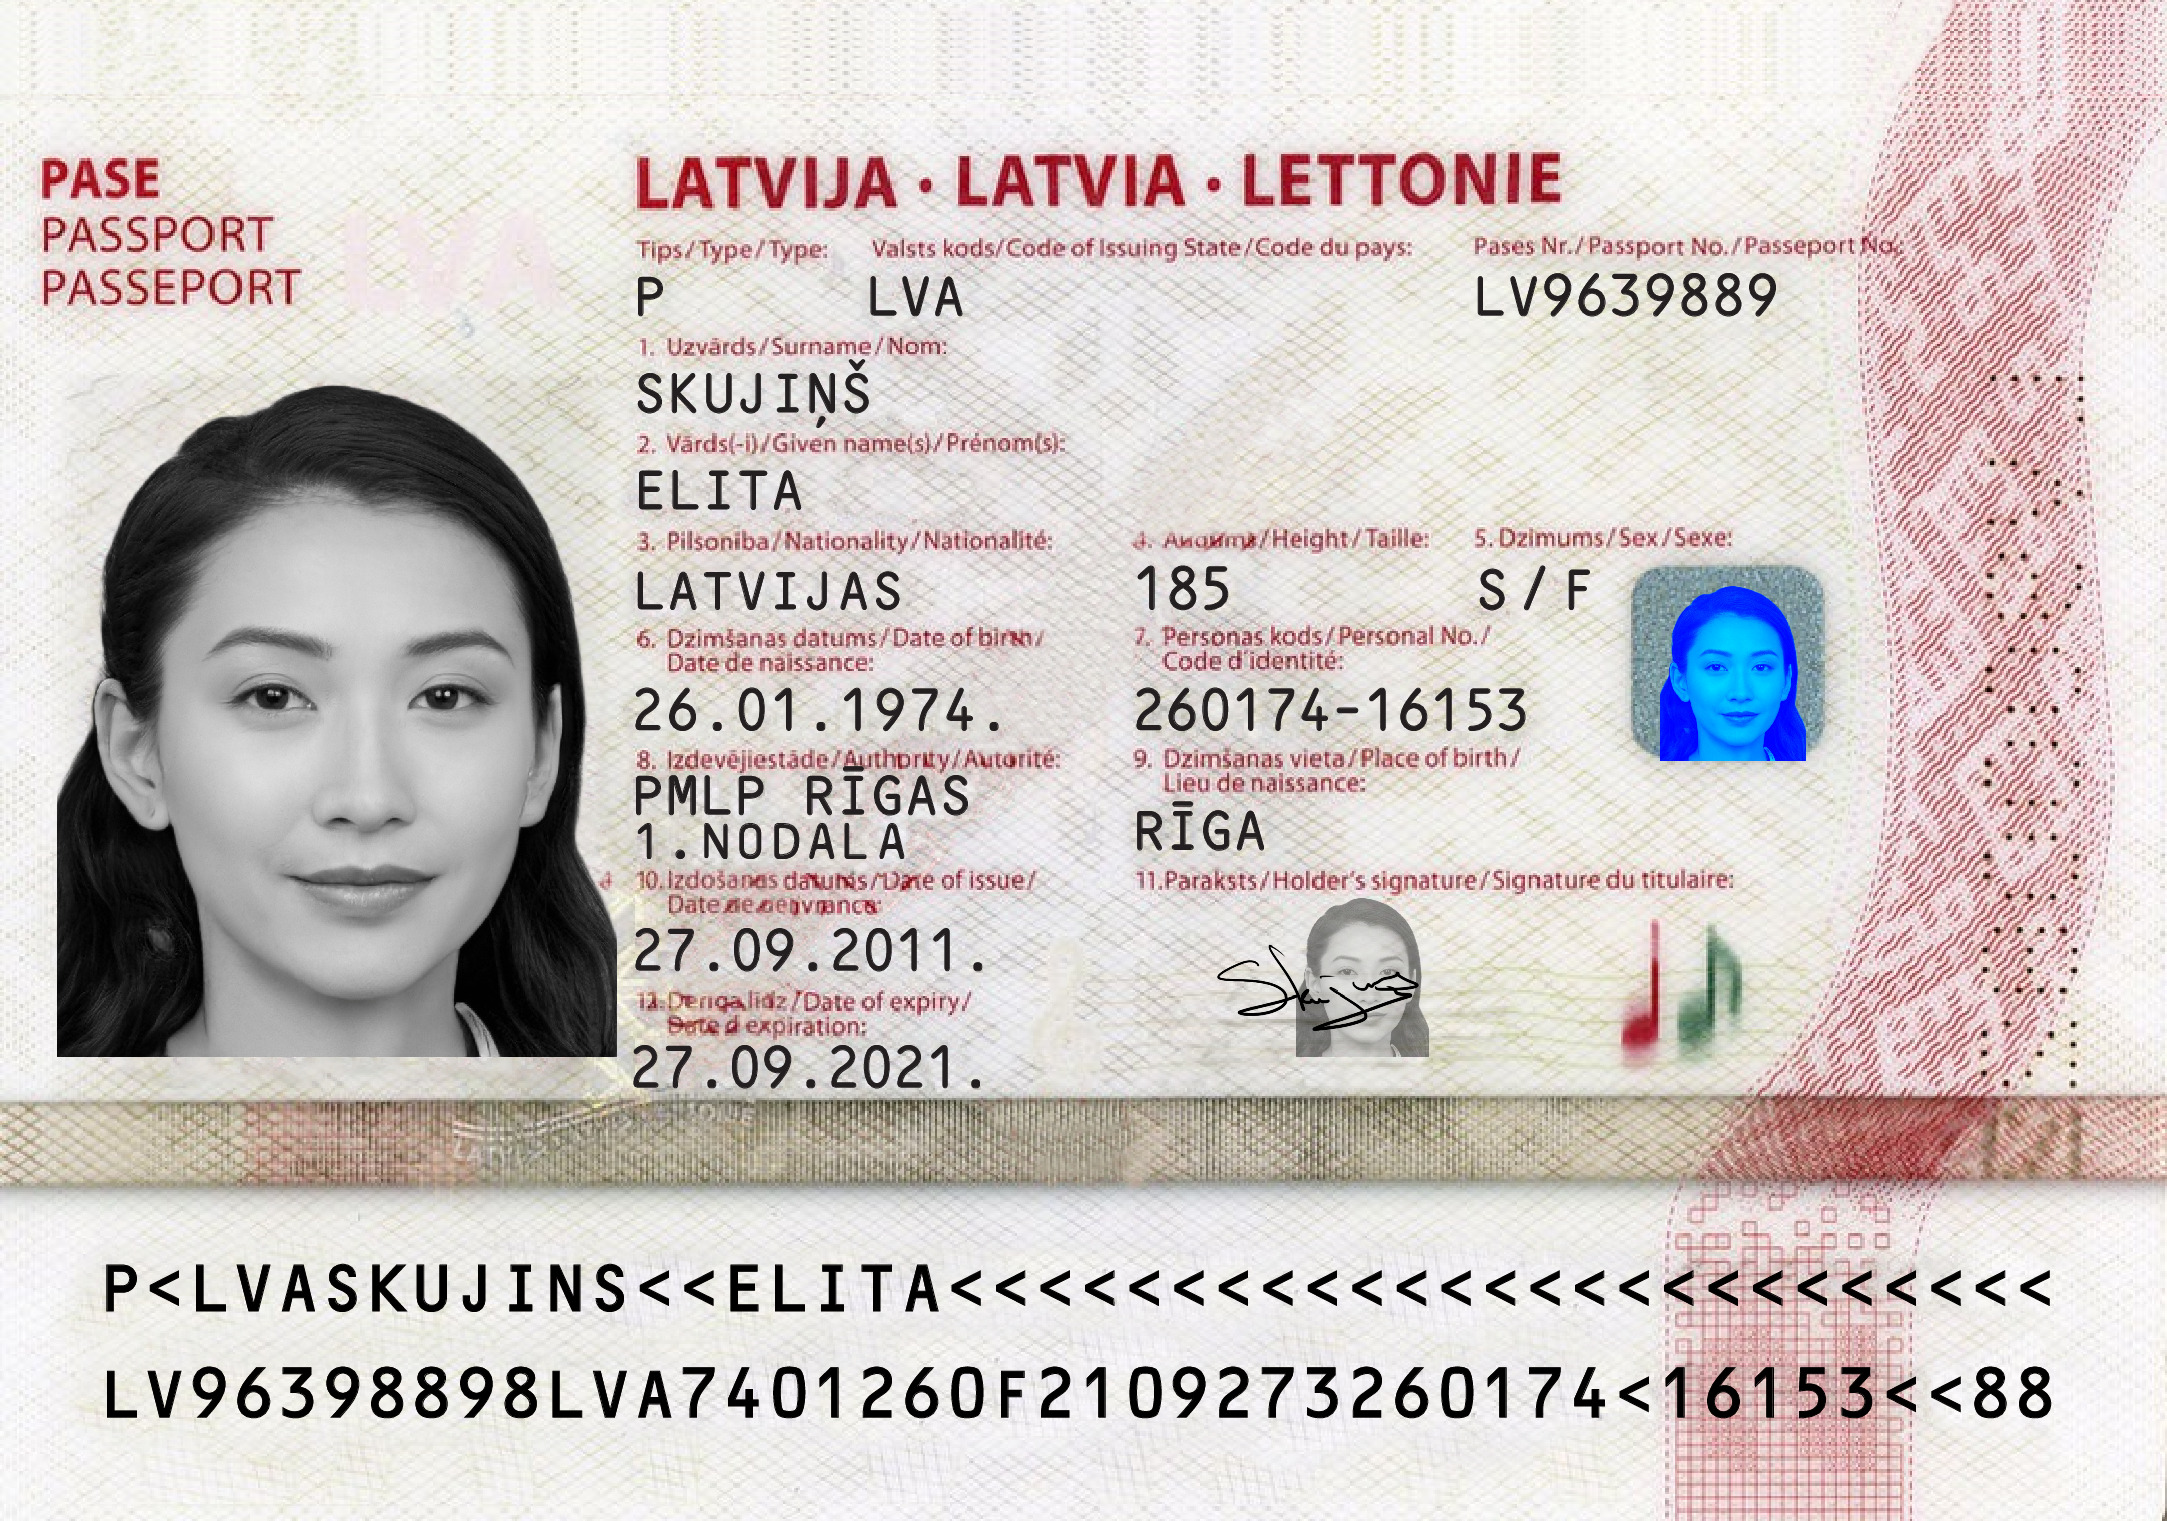 PASE
PASSPORT
PASSEPORT
LVA
LATVIJA · LATVIA · LETTONIE
Tips/Type/Type: Valsts kods/Code of Issuing State/Code du pays: Pases Nr./Passport No./Passeport No.:
P LVA LV9639889
1. Uzvārds/Surname/Nom:
SKUJIŅŠ
2. Vārds(-i)/Given name(s)/Prénom(s):
ELITA
3. Pilsonība/Nationality/Nationalité: 4. /Height/Taille: 5. Dzimums/Sex/Sexe:
LATVIJAS 185 S/F
6. Dzimšanas datums/Date of birth/ 7. Personas kods/Personal No./
Date de naissance: Code d'identité:
26.01.1974. 260174-16153
8. Izdevējiestāde/Authority/Autorité: 9. Dzimšanas vieta/Place of birth/
Lieu de naissance:
PMLP RĪGAS
1.NODALA RĪGA
10. Izdošanas datums/Date of issue/ 11. Paraksts/Holder's signature/Signature du titulaire:
Date
27.09.2011.
/Date of expiry/
Date d expiration:
27.09.2021.
P<LVASKUJINS<<ELITA<<<<<<<<<<<<<<<<<<<<<<<<<
LV96398898LVA7401260F2109273260174<16153<<88